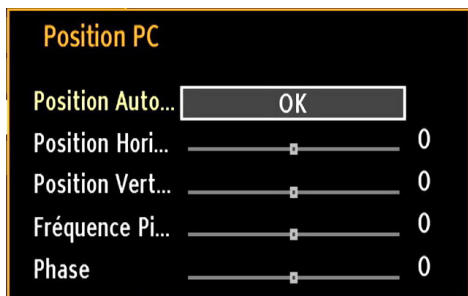 Position PC
Position Auto... OK
Position Hori... 0
Position Vert... 0
Fréquence Pi... 0
Phase 0